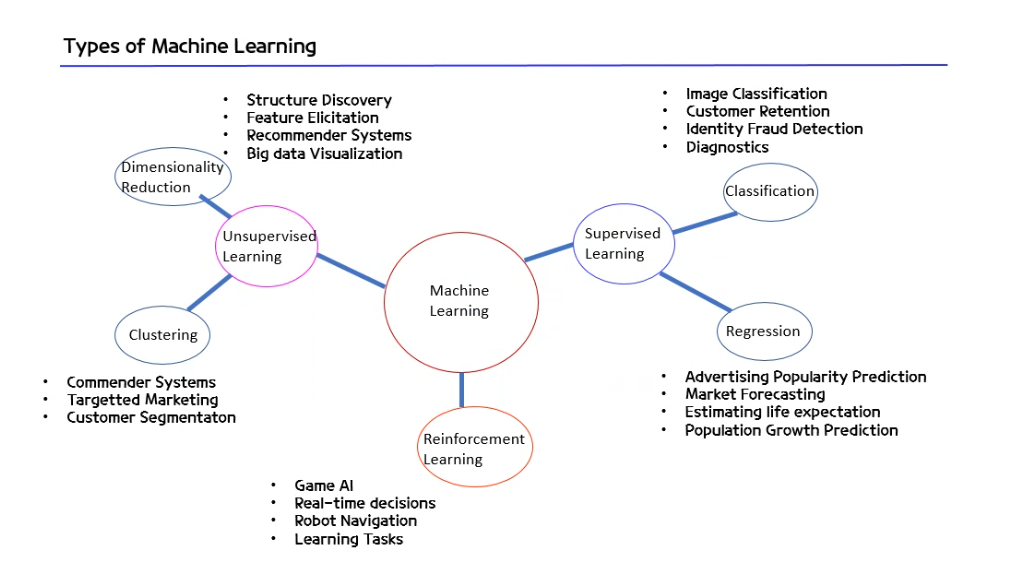 Types of Machine Learning
• Structure Discovery
• Feature Elicitation
• Recommender Systems
• Big data Visualization
• Image Classification
• Customer Retention
• Identity Fraud Detection
• Diagnostics
Dimensionality
Reduction
Classification
Unsupervised
Learning
Supervised
Learning
Machine
Learning
Clustering
Regression
• Commender Systems
• Targetted Marketing
• Customer Segmentaton
• Advertising Popularity Prediction
• Market Forecasting
• Estimating life expectation
• Population Growth Prediction
Reinforcement
Learning
• Game AI
• Real-time decisions
• Robot Navigation
• Learning Tasks